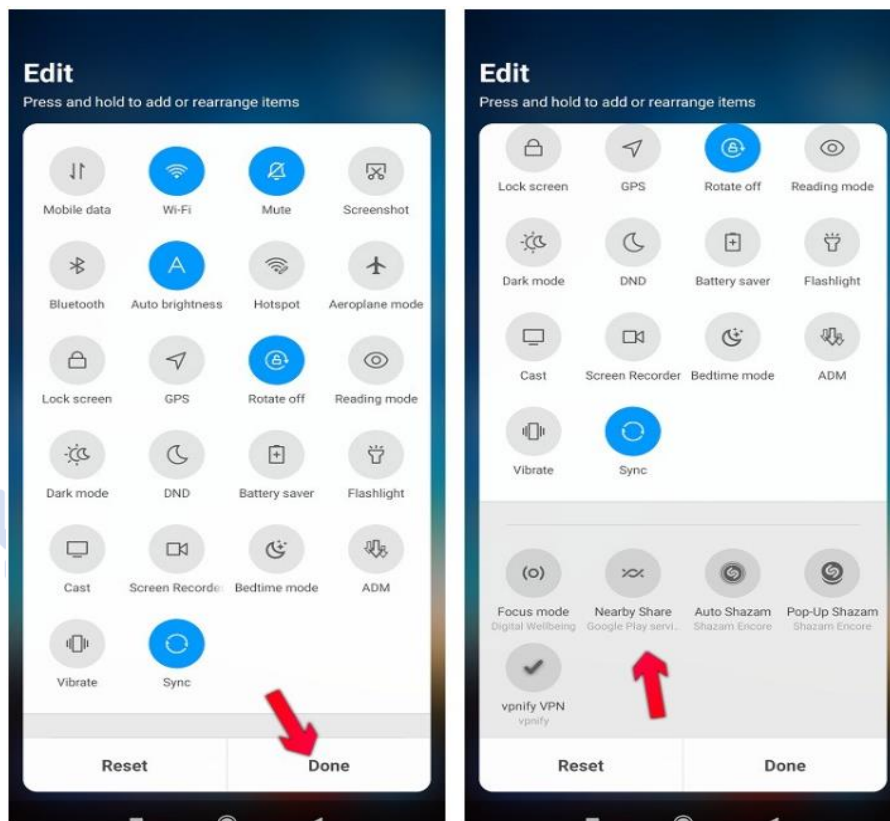 Edit
Press and hold to add or rearrange items
Mobile data Wi-Fi Mute Screenshot
Bluetooth Auto brightness Hotspot Aeroplane mode
Lock screen GPS Rotate off Reading mode
Dark mode DND Battery saver Flashlight
Cast Screen Recorde Bedtime mode ADM
Vibrate Sync
Reset Done
Edit
Press and hold to add or rearrange items
Lock screen GPS Rotate off Reading mode
Dark mode DND Battery saver Flashlight
Cast Screen Recorder Bedtime mode ADM
Vibrate Sync
Focus mode Nearby Share Auto Shazam Pop-Up Shazam
Digital Wellbeing Google Play servi.. Shazam Encore Shazam Encore
vpnify VPN
vpnify
Reset Done